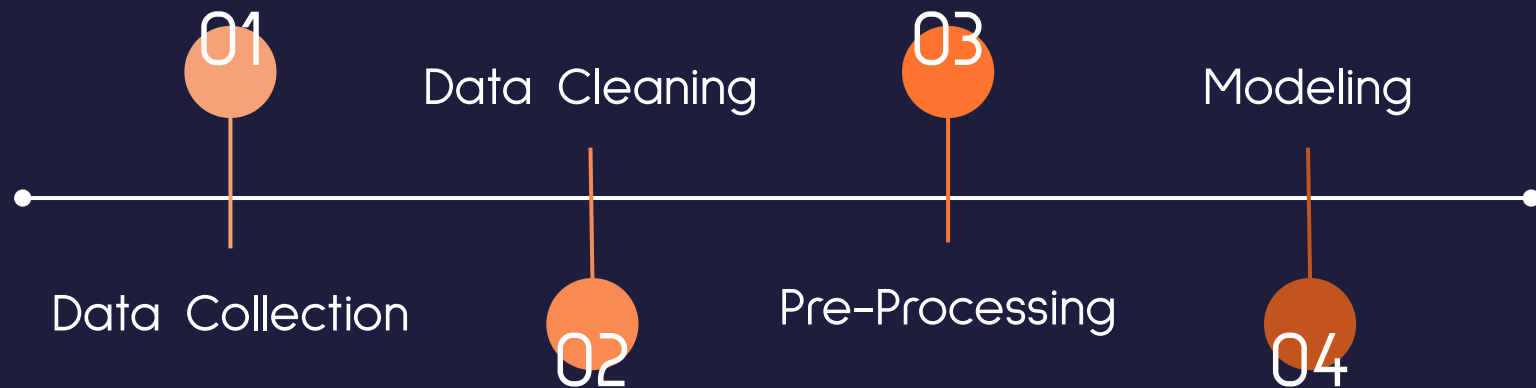 01
Data Collection
Data Cleaning
02
03
Pre-Processing
Modeling
04